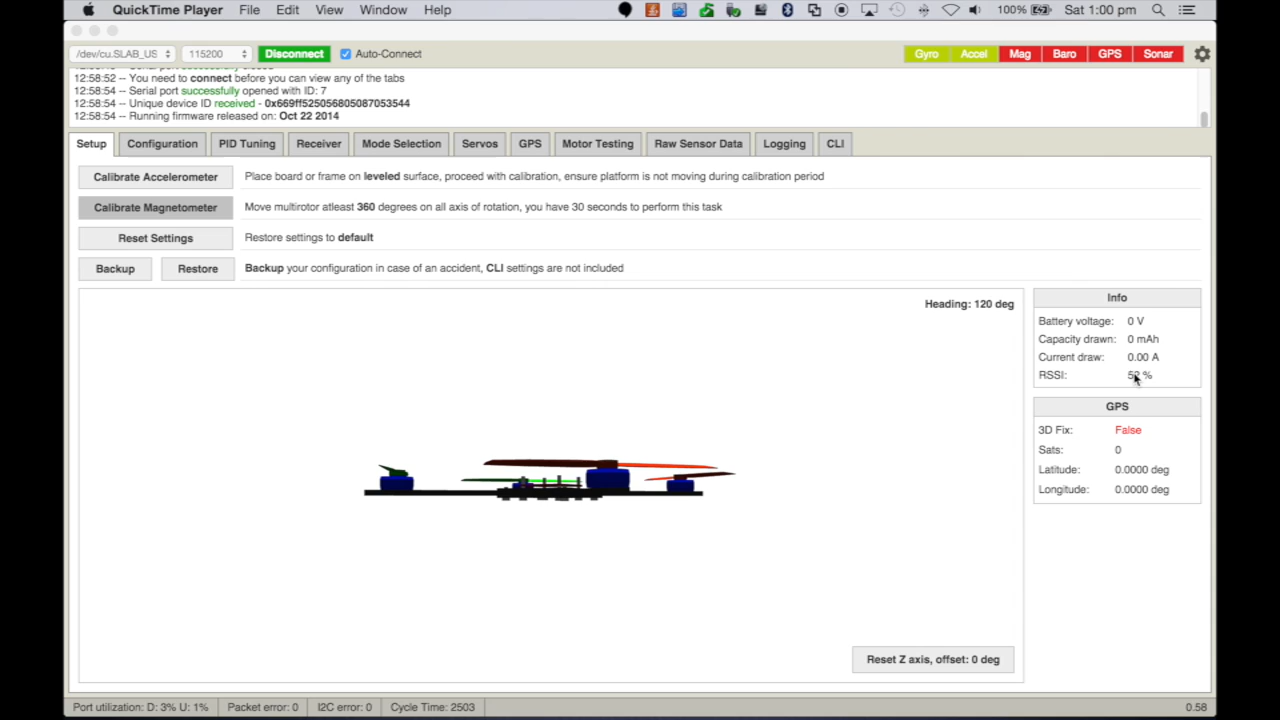 QuickTime Player File Edit View Window Help 100% Sat 1:00 pm
/dev/cu.SLAB_US 115200 Disconnect Auto-Connect Gyro Accel Mag Baro GPS Sonar
12:58:52 -- You need to connect before you can view any of the tabs
12:58:54 -- Serial port successfully opened with ID: 7
12:58:54 -- Unique device ID received - 0x669ff525056805087053544
12:58:54 -- Running firmware released on: Oct 22 2014
Setup Configuration PID Tuning Receiver Mode Selection Servos GPS Motor Testing Raw Sensor Data Logging CLI
Calibrate Accelerometer Place board or frame on leveled surface, proceed with calibration, ensure platform is not moving during calibration period
Calibrate Magnetometer Move multirotor atleast 360 degrees on all axis of rotation, you have 30 seconds to perform this task
Reset Settings Restore settings to default
Backup Restore Backup your configuration in case of an accident, CLI settings are not included
Heading: 120 deg
Info
Battery voltage: 0 V
Capacity drawn: 0 mAh
Current draw: 0.00 A
RSSI: %
GPS
3D Fix: False
Sats: 0
Latitude: 0.0000 deg
Longitude: 0.0000 deg
Reset Z axis, offset: 0 deg
Port utilization: D: 3% U: 1% Packet error: 0 I2C error: 0 Cycle Time: 2503 0.58